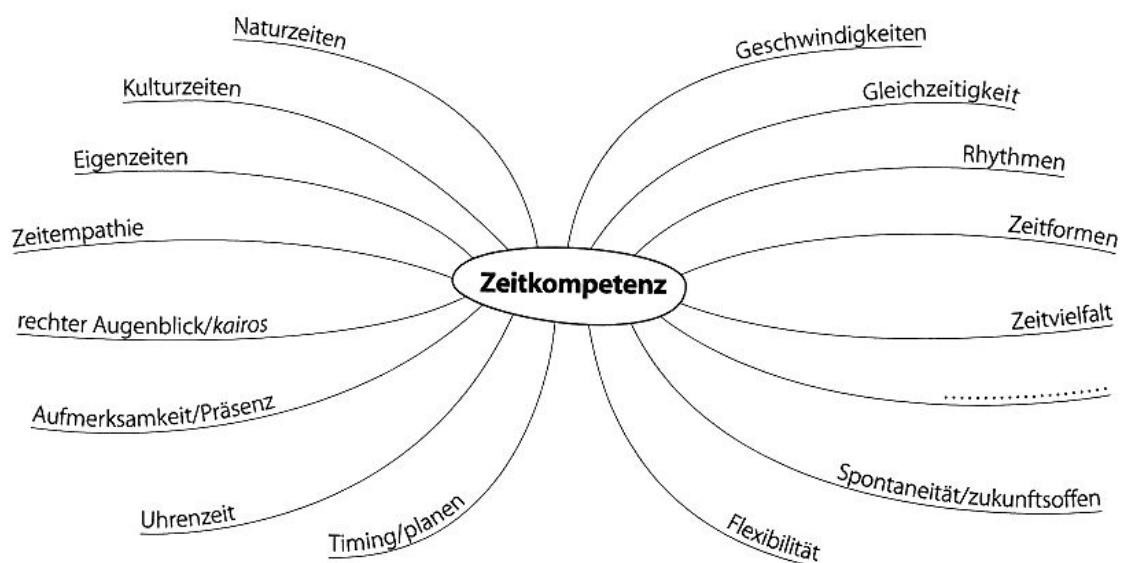 Naturzeiten
Kulturzeiten
Eigenzeiten
Zeitempathie
rechter Augenblick/kairos
Aufmerksamkeit/Präsenz
Uhrenzeit
Timing/planen
Zeitkompetenz
Geschwindigkeiten
Gleichzeitigkeit
Rhythmen
Zeitformen
Zeitvielfalt
....................
Spontaneität/zukunftsoffen
Flexibilität